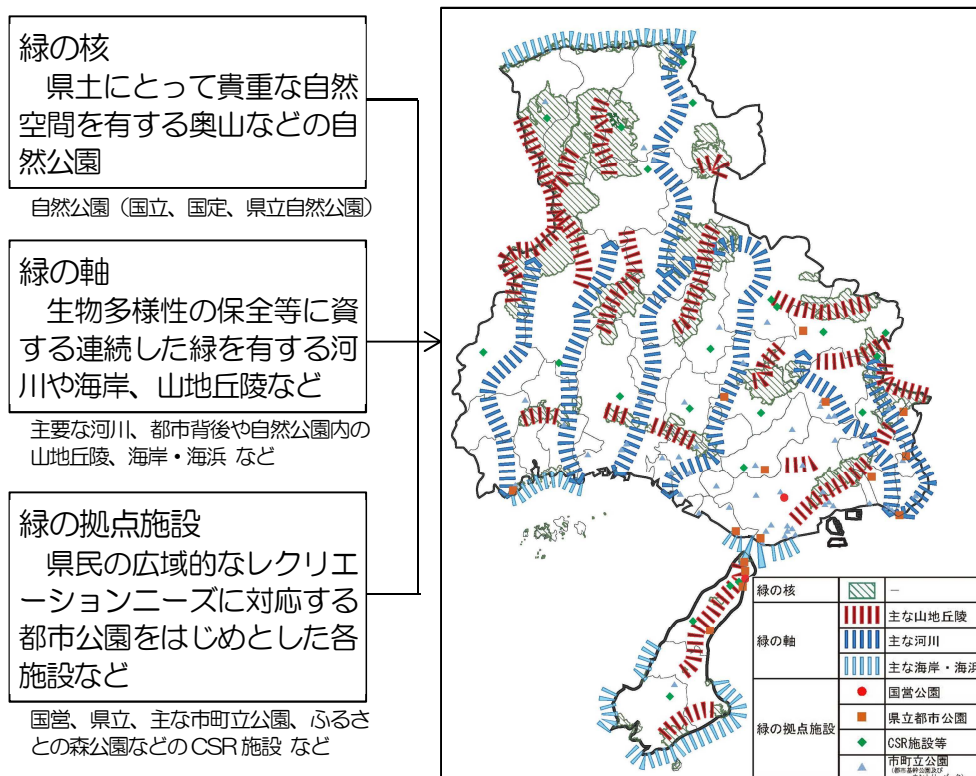 緑の核
県土にとって貴重な自然
空間を有する奥山などの自
然公園
自然公園（国立、国定、県立自然公園）
緑の軸
生物多様性の保全等に資
する連続した緑を有する河
川や海岸、山地丘陵など
主要な河川、都市背後や自然公園内の
山地丘陵、海岸・海浜 など
緑の拠点施設
県民の広域的なレクリエ
ーションニーズに対応する
都市公園をはじめとした各
施設など
国営、県立、主な市町立公園、ふるさ
との森公園などの CSR 施設 など
緑の核
－
緑の軸
主な山地丘陵
主な河川
主な海岸・海浜
緑の拠点施設
国営公園
県立都市公園
CSR施設等
市町立公園
（都市基幹公園及び